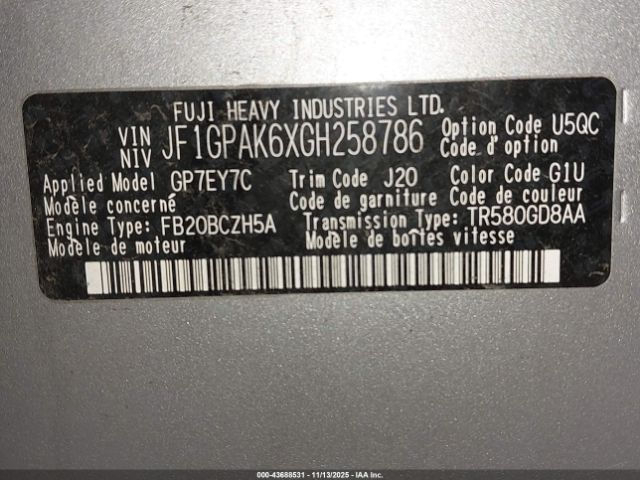 FUJI HEAVY INDUSTRIES LTD.
VIN NIV JF1GPAK6XGH258786 Option Code U5QC
Code d'option
Applied Model GP7EY7C Trim Code J20 Color Code G1U
Modele concerné Code de garniture Code de couleur
Engine Type: FB20BCZH5A Transmission Type: TR580GD8AA
Modele de moteur Modele de boîtes vitesse
000-43688531 - 11/13/2025 - IAAI.CA